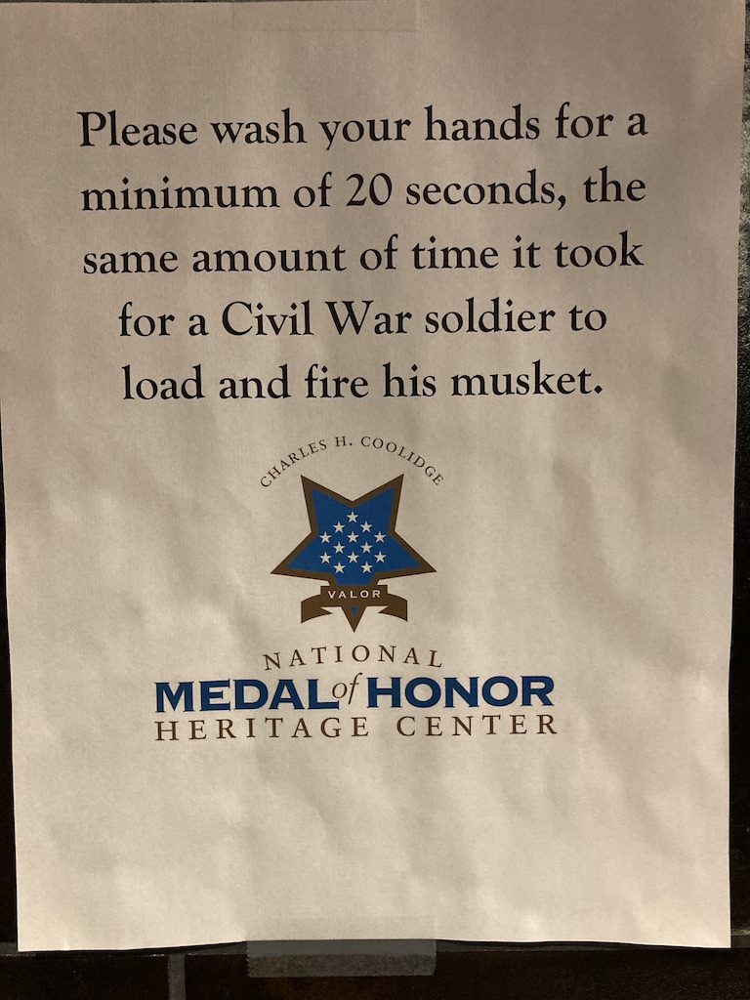 Please wash your hands for a
minimum of 20 seconds, the
same amount of time it took
for a Civil War soldier to
load and fire his musket.
CHARLES H. COOLIDGE
VALOR
NATIONAL
MEDAL of HONOR
HERITAGE CENTER